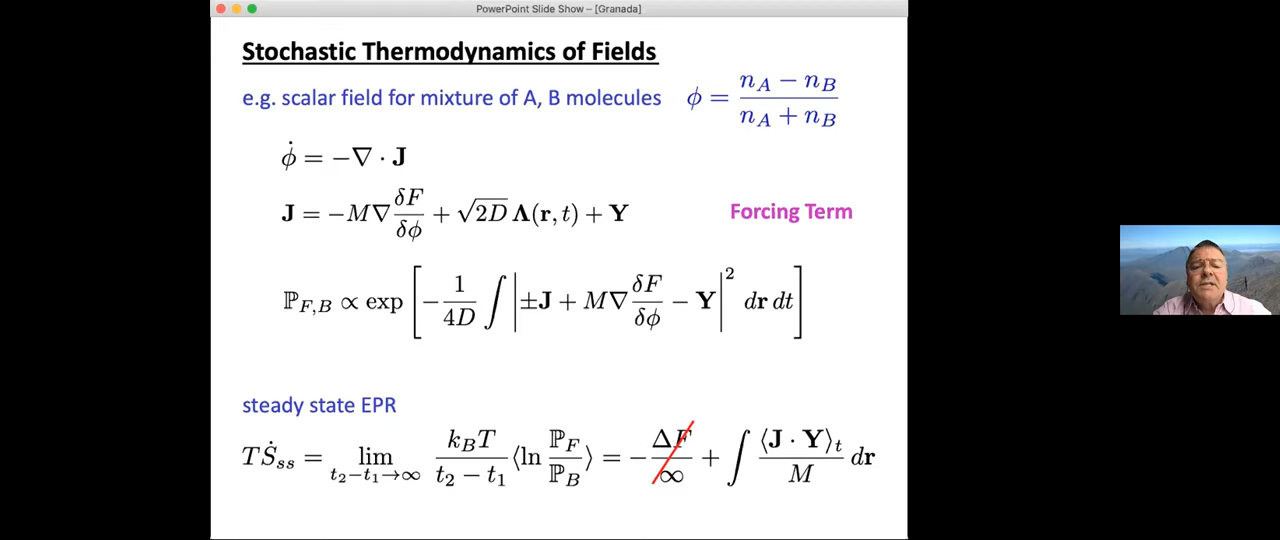 PowerPoint Slide Show – [Granada]
Stochastic Thermodynamics of Fields
e.g. scalar field for mixture of A, B molecules ϕ = (n_A − n_B)/(n_A + n_B)
ϕ̇ = −∇ · J
J = −M∇ δF/δϕ + √2D Λ(r, t) + Y Forcing Term
ℙ_{F,B} ∝ exp [ −1/4D ∫ | ±J + M∇ δF/δϕ − Y |² dr dt ]
steady state EPR
TṠ_ss = lim_{t₂−t₁→∞} k_BT/(t₂ − t₁) ⟨ln ℙ_F/ℙ_B⟩ = − ΔF/∞ + ∫ ⟨J · Y⟩_t/M dr